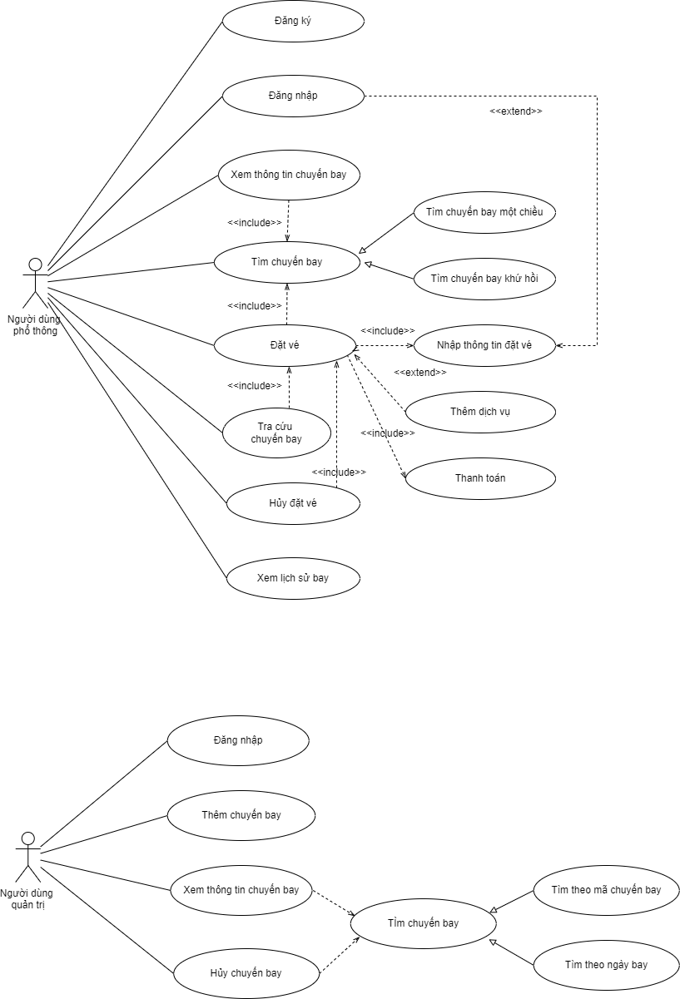 Đăng ký
Đăng nhập
<<extend>>
Xem thông tin chuyến bay
<<include>>
Tìm chuyến bay một chiều
Tìm chuyến bay
Tìm chuyến bay khứ hồi
Người dùng
phổ thông
<<include>>
<<include>>
Đặt vé
Nhập thông tin đặt vé
<<include>>
<<extend>>
Thêm dịch vụ
Tra cứu
chuyến bay
<<include>>
<<include>>
Thanh toán
Hủy đặt vé
Xem lịch sử bay
Đăng nhập
Thêm chuyến bay
Người dùng
quản trị
Xem thông tin chuyến bay
Tìm theo mã chuyến bay
TÌm chuyến bay
Hủy chuyến bay
Tìm theo ngày bay